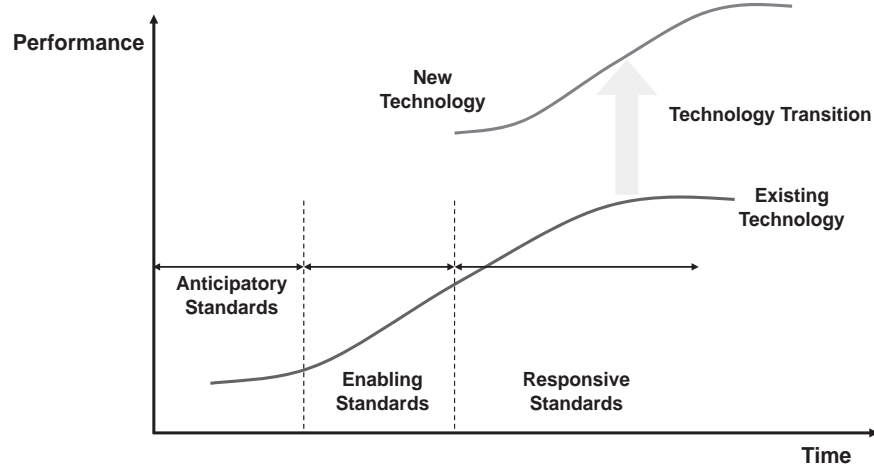 Performance
New
Technology
Technology Transition
Existing
Technology
Anticipatory
Standards
Enabling
Standards
Responsive
Standards
Time